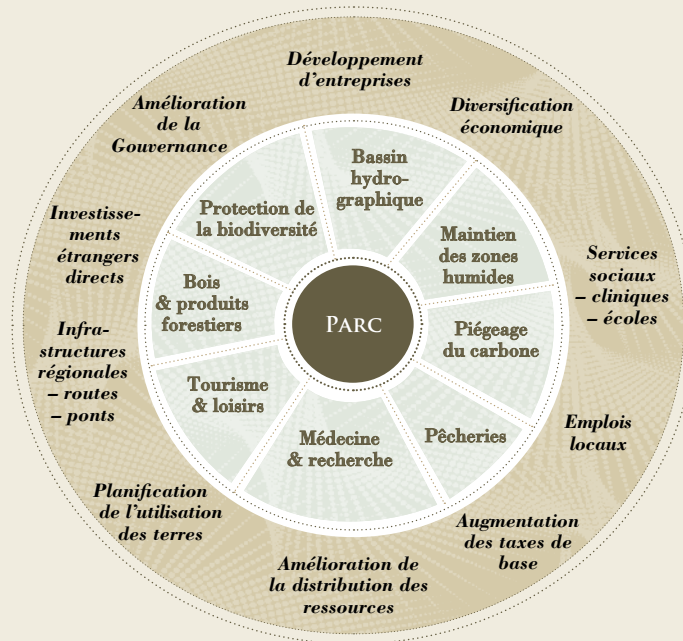 Développement
d'entreprises
Diversification
économique
Services
sociaux
– cliniques
– écoles
Emplois
locaux
Augmentation
des taxes de
base
Amélioration de
la distribution des
ressources
Planification
de l'utilisation
des terres
Infra-
structures
régionales
– routes
– ponts
Investisse-
ments
étrangers
directs
Amélioration
de la
Gouvernance
Bassin
hydro-
graphique
Maintien
des zones
humides
Piégeage
du carbone
Pêcheries
Médecine
& recherche
Tourisme
& loisirs
Bois
& produits
forestiers
Protection de
la biodiversité
PARC